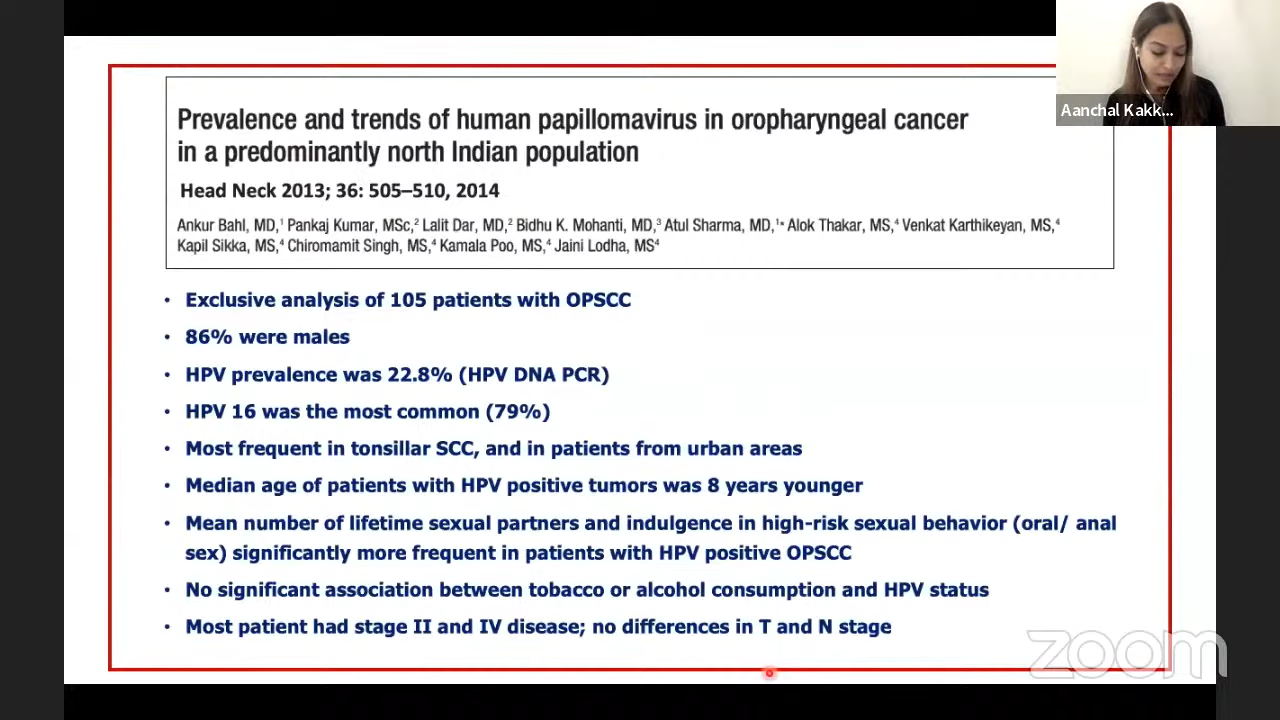 Aanchal Kakk...
Prevalence and trends of human papillomavirus in oropharyngeal cancer
in a predominantly north Indian population
Head Neck 2013; 36: 505–510, 2014
Ankur Bahl, MD,1 Pankaj Kumar, MSc,2 Lalit Dar, MD,2 Bidhu K. Mohanti, MD,3 Atul Sharma, MD,1* Alok Thakar, MS,4 Venkat Karthikeyan, MS,4
Kapil Sikka, MS,4 Chiromamit Singh, MS,4 Kamala Poo, MS,4 Jaini Lodha, MS4
• Exclusive analysis of 105 patients with OPSCC
• 86% were males
• HPV prevalence was 22.8% (HPV DNA PCR)
• HPV 16 was the most common (79%)
• Most frequent in tonsillar SCC, and in patients from urban areas
• Median age of patients with HPV positive tumors was 8 years younger
• Mean number of lifetime sexual partners and indulgence in high-risk sexual behavior (oral/ anal
sex) significantly more frequent in patients with HPV positive OPSCC
• No significant association between tobacco or alcohol consumption and HPV status
• Most patient had stage II and IV disease; no differences in T and N stage
zoom